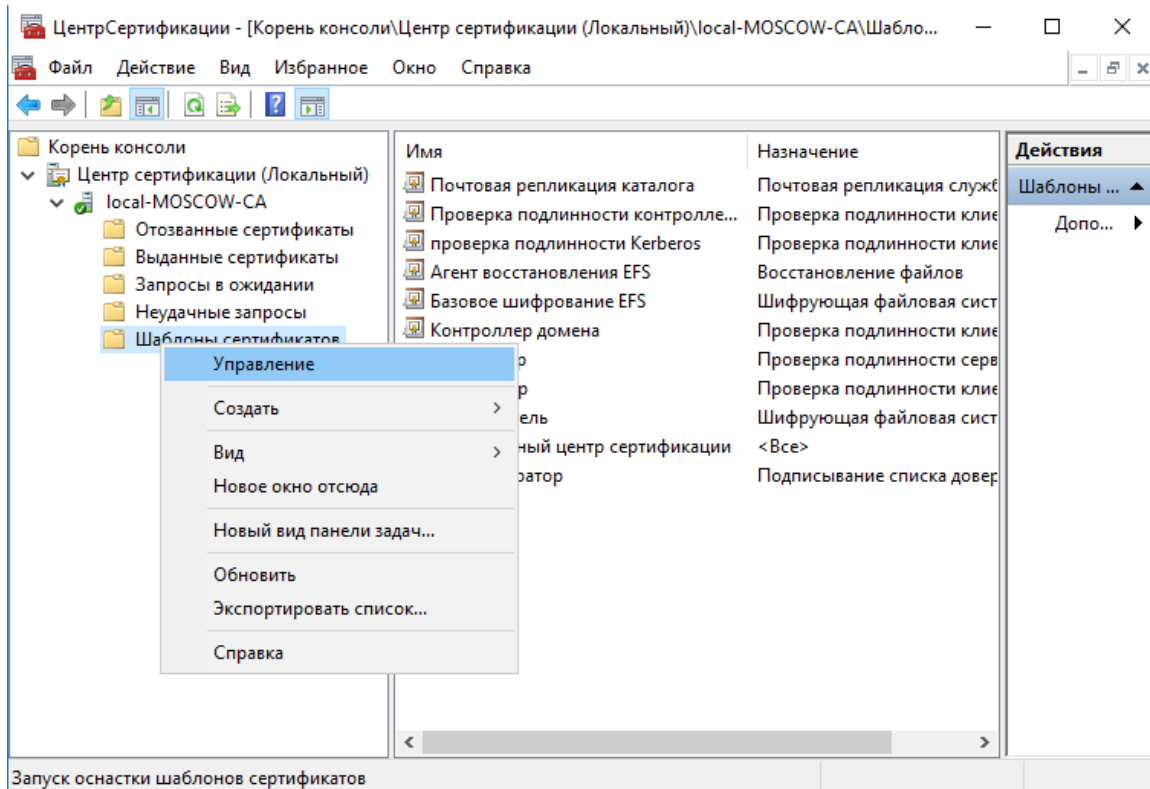 ЦентрСертификации - [Корень консоли\Центр сертификации (Локальный)\local-MOSCOW-CA\Шабло...
Файл Действие Вид Избранное Окно Справка
Корень консоли
Центр сертификации (Локальный)
local-MOSCOW-CA
Отозванные сертификаты
Выданные сертификаты
Запросы в ожидании
Неудачные запросы
Шаблоны сертификатов
Управление
Создать
Вид
Новое окно отсюда
Новый вид панели задач...
Обновить
Экспортировать список...
Справка
Имя Назначение
Почтовая репликация каталога Почтовая репликация служб
Проверка подлинности контролле... Проверка подлинности клие
проверка подлинности Kerberos Проверка подлинности клие
Агент восстановления EFS Восстановление файлов
Базовое шифрование EFS Шифрующая файловая сист
Контроллер домена Проверка подлинности клие
р Проверка подлинности серв
р Проверка подлинности клие
ель Шифрующая файловая сист
ный центр сертификации <Все>
ратор Подписывание списка довер
Действия
Шаблоны ...
Допо...
Запуск оснастки шаблонов сертификатов